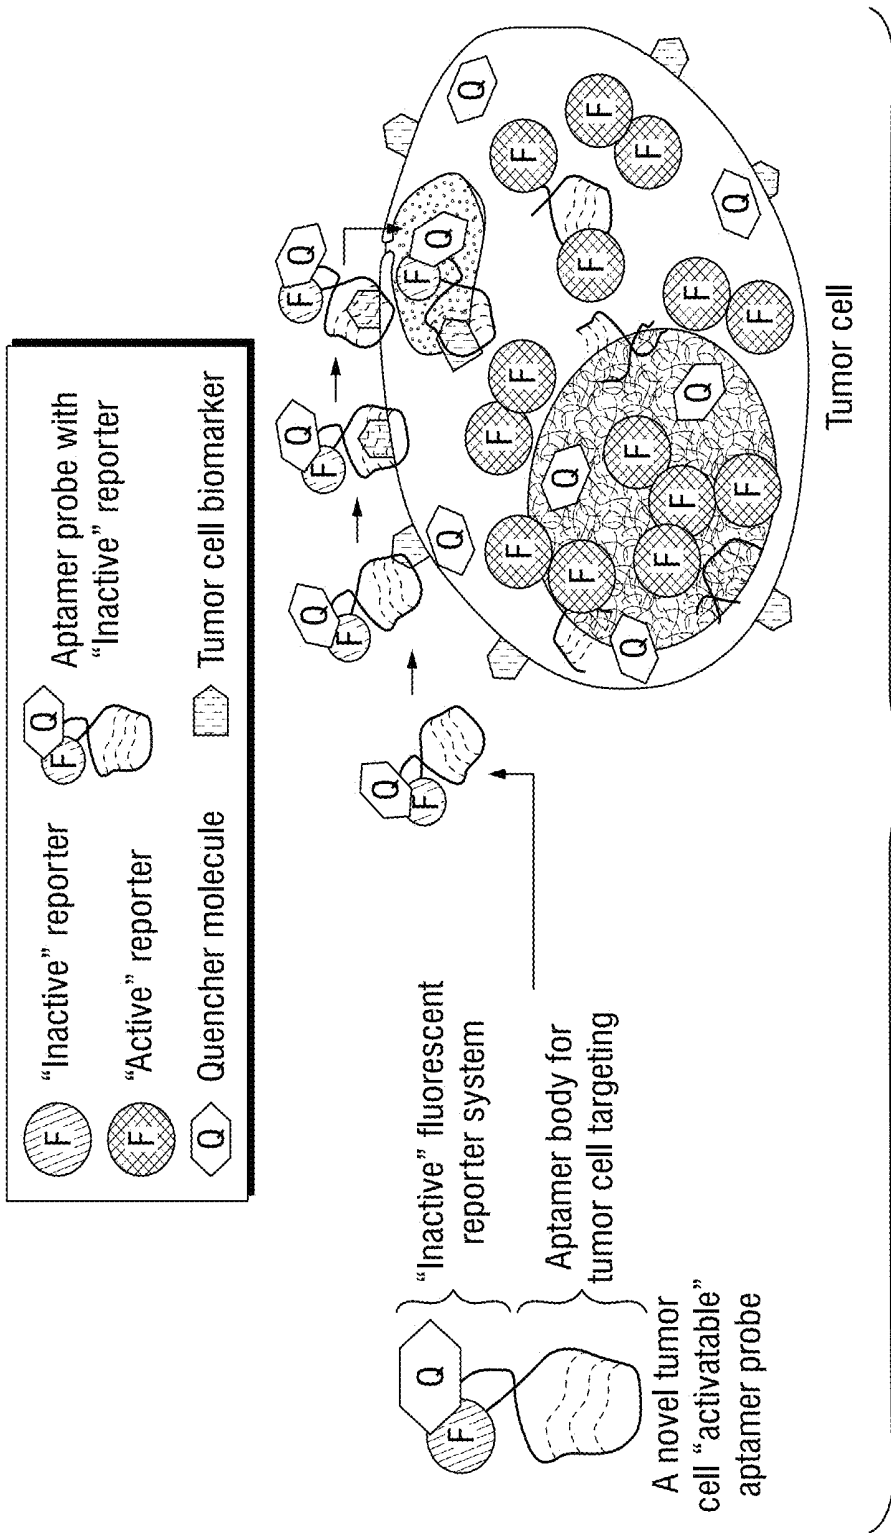 F
"Inactive" reporter
Q
F
Aptamer probe with
"Inactive" reporter
F
"Active" reporter
Q
Quencher molecule
Tumor cell biomarker
Q
F
"Inactive" fluorescent
reporter system
Aptamer body for
tumor cell targeting
A novel tumor
cell "activatable"
aptamer probe
Q
F
Q
F
Q
F
Q
F
Q
F
Q
Q
F
F
F
F
F
F
F
F
Q
F
F
Q
F
Q
F
F
F
Q
F
Q
Tumor cell